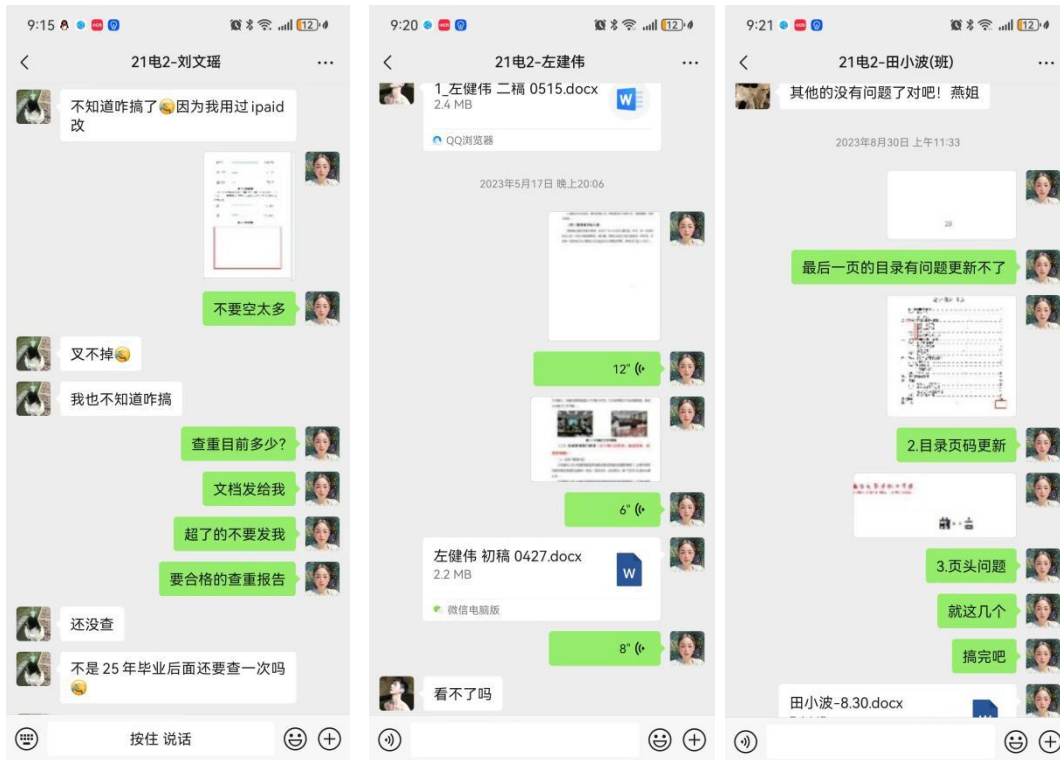 9:15
12
21电2-刘文瑶
不知道咋搞了😂因为我用过ipaid
改
不要空太多
叉不掉😂
我也不知道咋搞
查重目前多少?
文档发给我
超了的不要发我
要合格的查重报告
还没查
不是25年毕业后面还要查一次吗
😂
按住 说话
9:20
12
21电2-左建伟
1_左健伟 二稿 0515.docx
2.4 MB
W
QQ浏览器
2023年5月17日 晚上20:06
12"
6"
左健伟 初稿 0427.docx
2.2 MB
W
微信电脑版
8"
看不了吗
9:21
12
21电2-田小波(班)
其他的没有问题了对吧！燕姐
2023年8月30日 上午11:33
最后一页的目录有问题更新不了
2.目录页码更新
3.页头问题
就这几个
搞完吧
田小波-8.30.docx